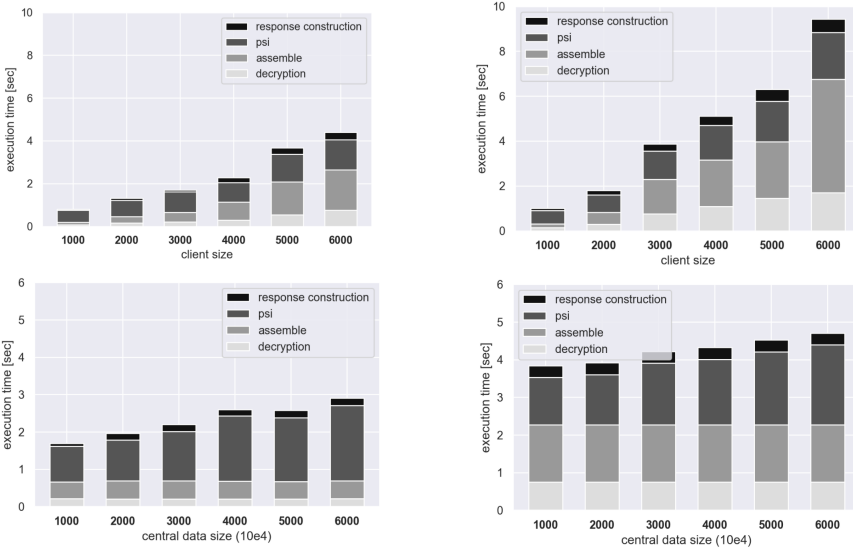 10
8
6
4
2
0
execution time [sec]
response construction
psi
assemble
decryption
1000 2000 3000 4000 5000 6000
client size
10
8
6
4
2
0
execution time [sec]
response construction
psi
assemble
decryption
1000 2000 3000 4000 5000 6000
client size
6
5
4
3
2
1
0
execution time [sec]
response construction
psi
assemble
decryption
1000 2000 3000 4000 5000 6000
central data size (10e4)
6
5
4
3
2
1
0
execution time [sec]
response construction
psi
assemble
decryption
1000 2000 3000 4000 5000 6000
central data size (10e4)